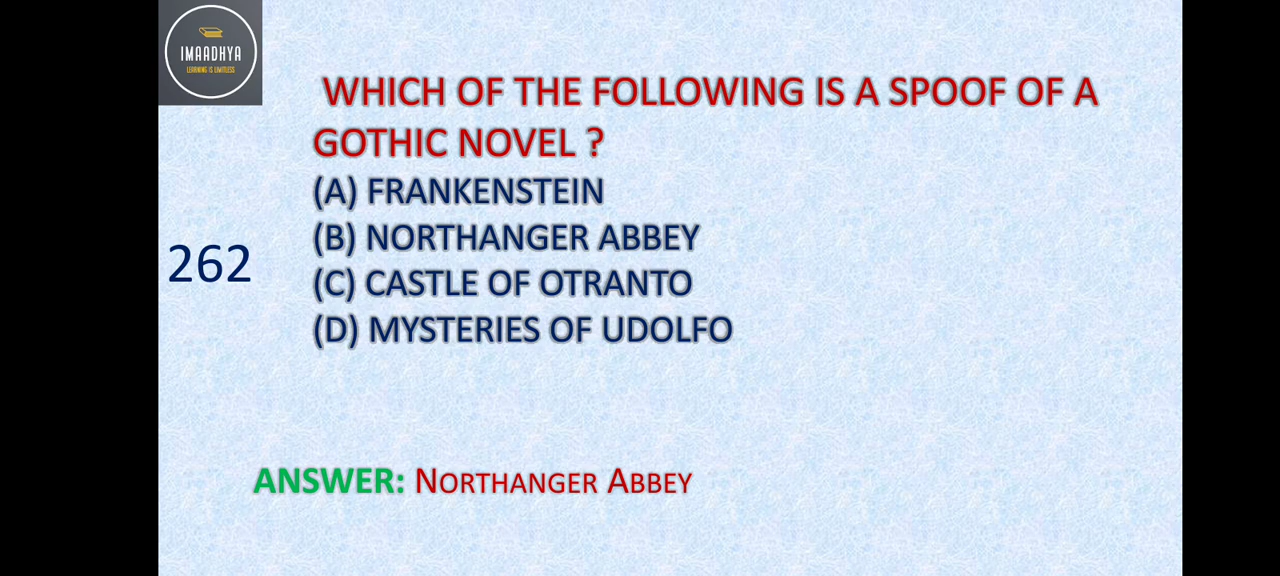 IMAADHYA
LEARNING IS LIMITLESS
WHICH OF THE FOLLOWING IS A SPOOF OF A
GOTHIC NOVEL ?
(A) FRANKENSTEIN
(B) NORTHANGER ABBEY
262
(C) CASTLE OF OTRANTO
(D) MYSTERIES OF UDOLFO
ANSWER: NORTHANGER ABBEY